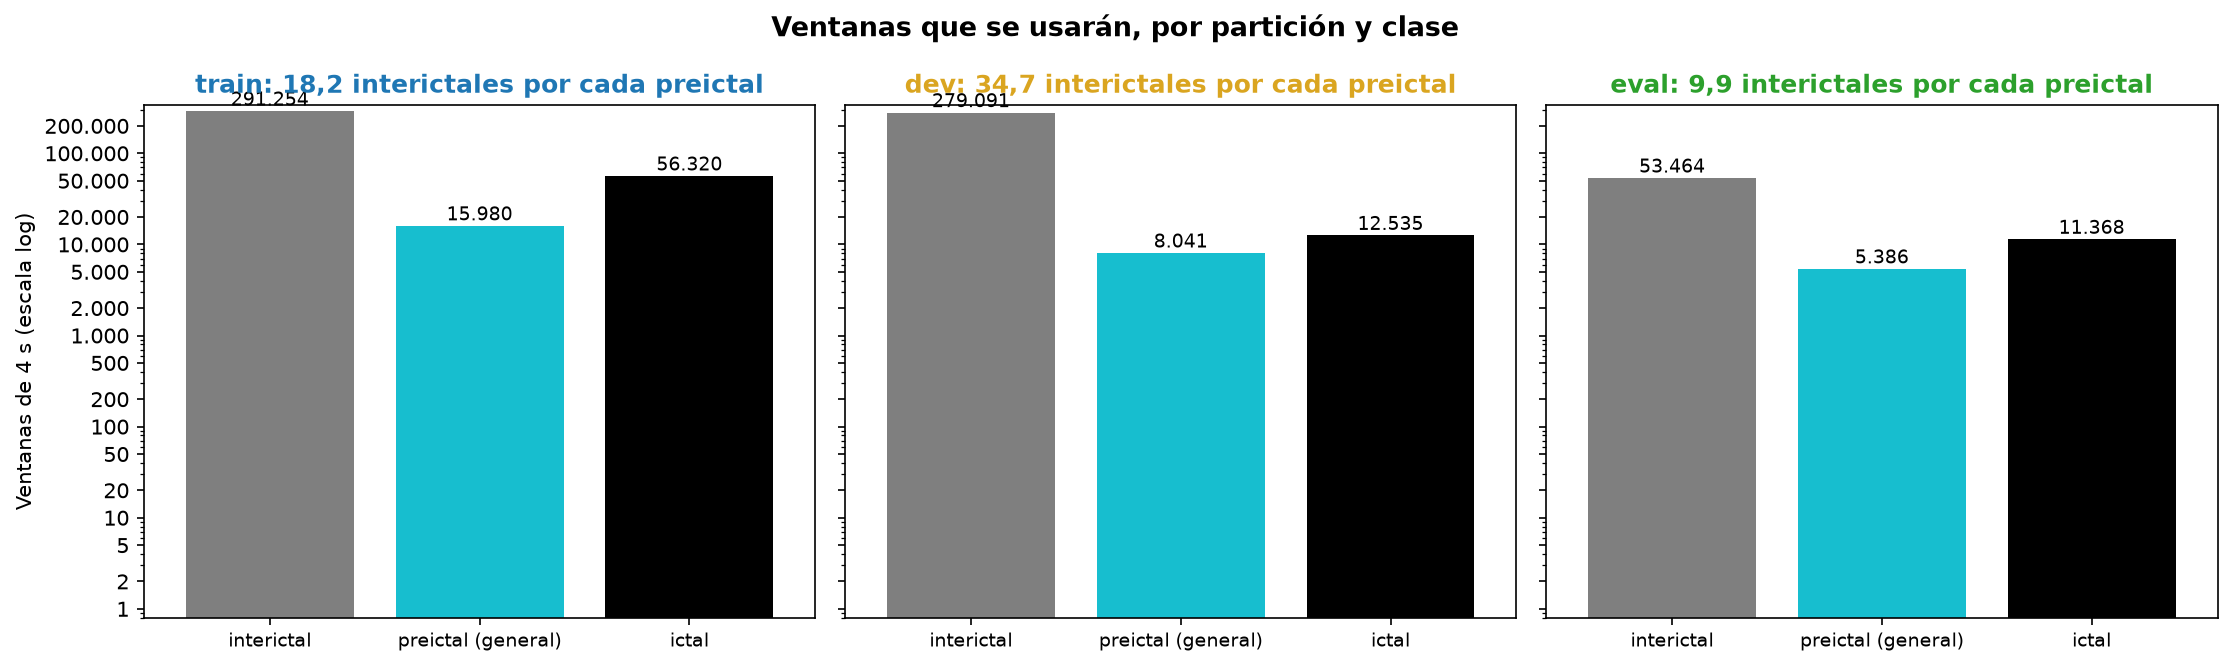 Ventanas que se usarán, por partición y clase
train: 18,2 interictales por cada preictal
dev: 34,7 interictales por cada preictal
eval: 9,9 interictales por cada preictal
Ventanas de 4 s (escala log)
200.000
100.000
50.000
20.000
10.000
5.000
2.000
1.000
500
200
100
50
20
10
5
2
1
291.254
15.980
56.320
interictal
preictal (general)
ictal
279.091
8.041
12.535
interictal
preictal (general)
ictal
53.464
5.386
11.368
interictal
preictal (general)
ictal